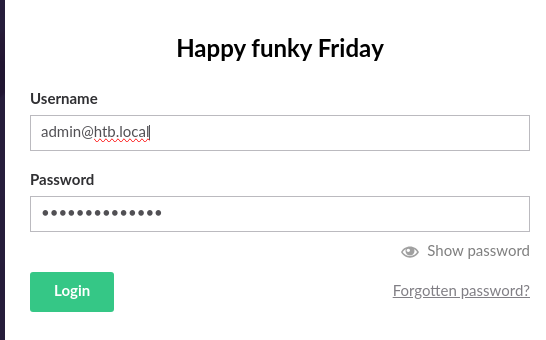 Happy funky Friday
Username
admin@htb.local
Password
••••••••••••••
Show password
Login
Forgotten password?